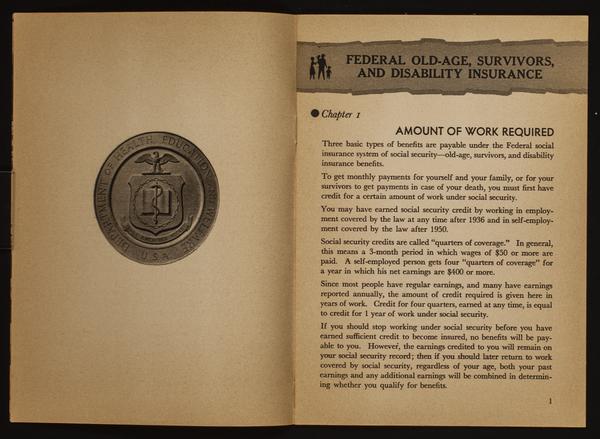 DEPARTMENT OF HEALTH, EDUCATION, AND WELFARE
U.S.A.
FEDERAL OLD-AGE, SURVIVORS,
AND DISABILITY INSURANCE
Chapter 1
AMOUNT OF WORK REQUIRED
Three basic types of benefits are payable under the Federal social
insurance system of social security—old-age, survivors, and disability
insurance benefits.
To get monthly payments for yourself and your family, or for your
survivors to get payments in case of your death, you must first have
credit for a certain amount of work under social security.
You may have earned social security credit by working in employ-
ment covered by the law at any time after 1936 and in self-employ-
ment covered by the law after 1950.
Social security credits are called "quarters of coverage." In general,
this means a 3-month period in which wages of $50 or more are
paid. A self-employed person gets four "quarters of coverage" for
a year in which his net earnings are $400 or more.
Since most people have regular earnings, and many have earnings
reported annually, the amount of credit required is given here in
years of work. Credit for four quarters, earned at any time, is equal
to credit for 1 year of work under social security.
If you should stop working under social security before you have
earned sufficient credit to become insured, no benefits will be pay-
able to you. However, the earnings credited to you will remain on
your social security record; then if you should later return to work
covered by social security, regardless of your age, both your past
earnings and any additional earnings will be combined in determin-
ing whether you qualify for benefits.
1